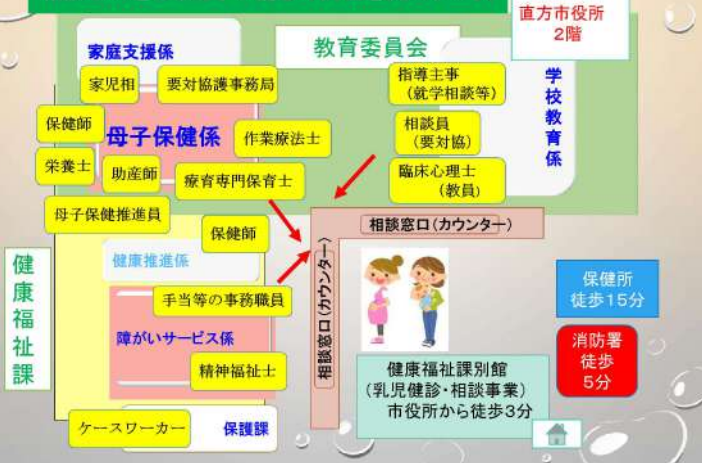 直方市役所
2階
教育委員会
家庭支援係
家児相
要対協護事務局
保健師
母子保健係
作業療法士
栄養士
助産師
療育専門保育士
母子保健推進員
指導主事
(就学相談等)
相談員
(要対協)
臨床心理士
(教員)
学校教育係
相談窓口(カウンター)
相談窓口(カウンター)
健康福祉課
保健師
健康推進係
手当等の事務職員
障がいサービス係
精神福祉士
ケースワーカー
保護課
保健所
徒歩15分
消防署
徒歩
5分
健康福祉課別館
(乳児健診・相談事業)
市役所から徒歩3分